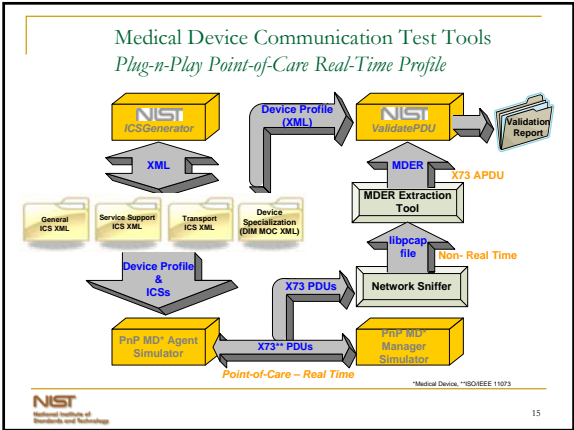 Medical Device Communication Test Tools
Plug-n-Play Point-of-Care Real-Time Profile
NIST
ICSGenerator
Device Profile
(XML)
NIST
ValidatePDU
Validation
Report
XML
MDER
X73 APDU
MDER Extraction
Tool
General
ICS XML
Service Support
ICS XML
Transport
ICS XML
Device
Specialization
(DIM MOC XML)
libpcap
file
Non- Real Time
Device Profile
&
ICSs
X73 PDUs
Network Sniffer
PnP MD* Agent
Simulator
X73** PDUs
PnP MD*
Manager
Simulator
Point-of-Care – Real Time
*Medical Device, **ISO/IEEE 11073
NIST
National Institute of
Standards and Technology
15